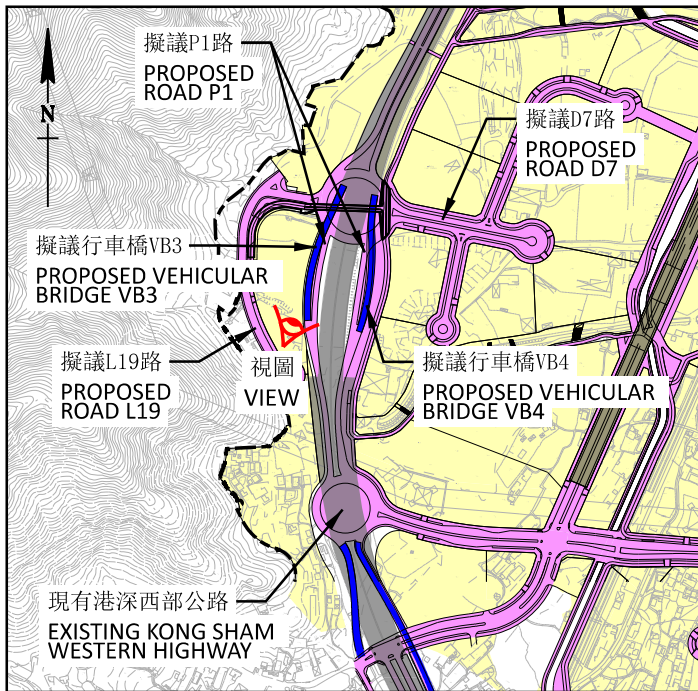 擬議P1路
PROPOSED
ROAD P1
N
擬議D7路
PROPOSED
ROAD D7
擬議行車橋VB3
PROPOSED VEHICULAR
BRIDGE VB3
擬議L19路
PROPOSED
ROAD L19
視圖
VIEW
擬議行車橋VB4
PROPOSED VEHICULAR
BRIDGE VB4
現有港深西部公路
EXISTING KONG SHAM
WESTERN HIGHWAY